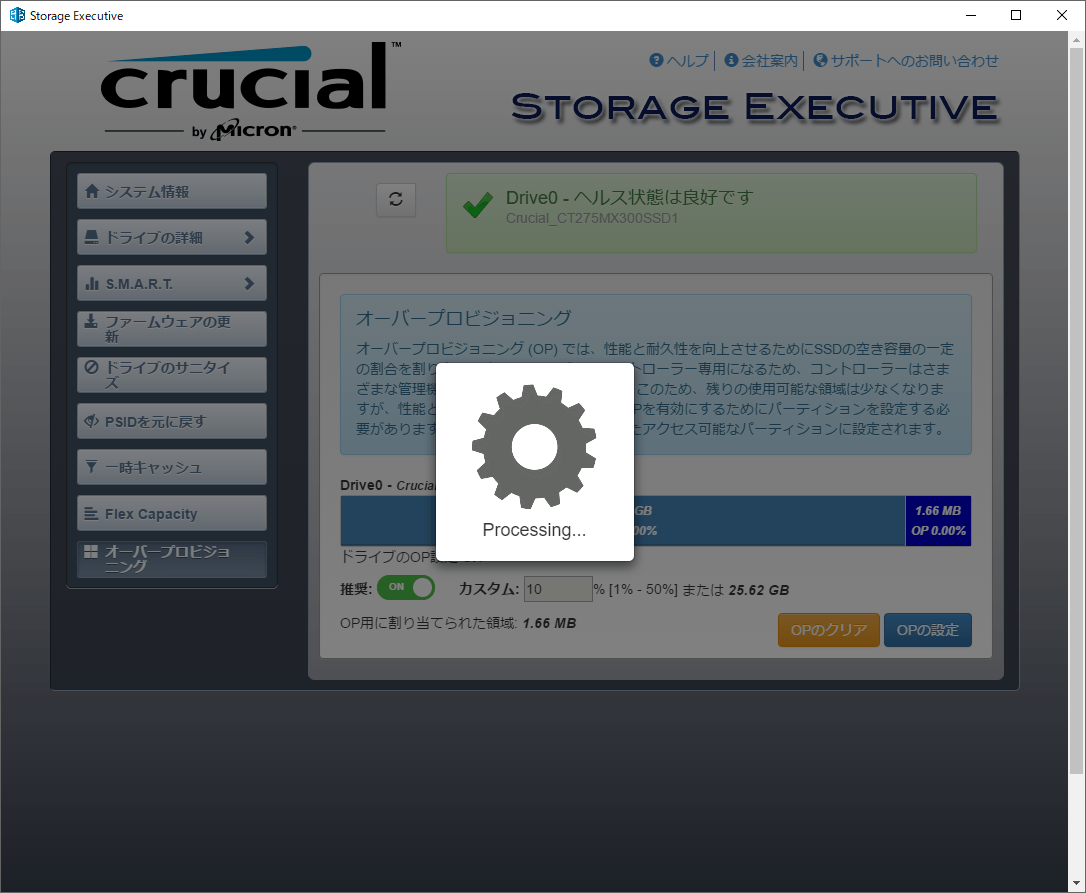 Storage Executive
crucial™
by Micron®
ヘルプ | 会社案内 | サポートへのお問い合わせ
STORAGE EXECUTIVE
システム情報
ドライブの詳細
S.M.A.R.T.
ファームウェアの更
新
ドライブのサニタイ
ズ
PSIDを元に戻す
一時キャッシュ
Flex Capacity
オーバープロビジョ
ニング
Drive0 - ヘルス状態は良好です
Crucial_CT275MX300SSD1
オーバープロビジョニング
オーバープロビジョニング (OP) では、性能と耐久性を向上させるためにSSDの空き容量の一定
の割合を割り トローラー専用になるため、コントローラーはさま
ざまな管理機 このため、残りの使用可能な領域は少なくなりま
すが、性能と Pを有効にするためにパーティションを設定する必
要があります たアクセス可能なパーティションに設定されます。
Processing...
Drive0 - Crucia
GB
00%
1.66 MB
OP 0.00%
ドライブのOP
推奨: ON カスタム: 10 % [1% - 50%] または 25.62 GB
OP用に割り当てられた領域: 1.66 MB
OPのクリア OPの設定